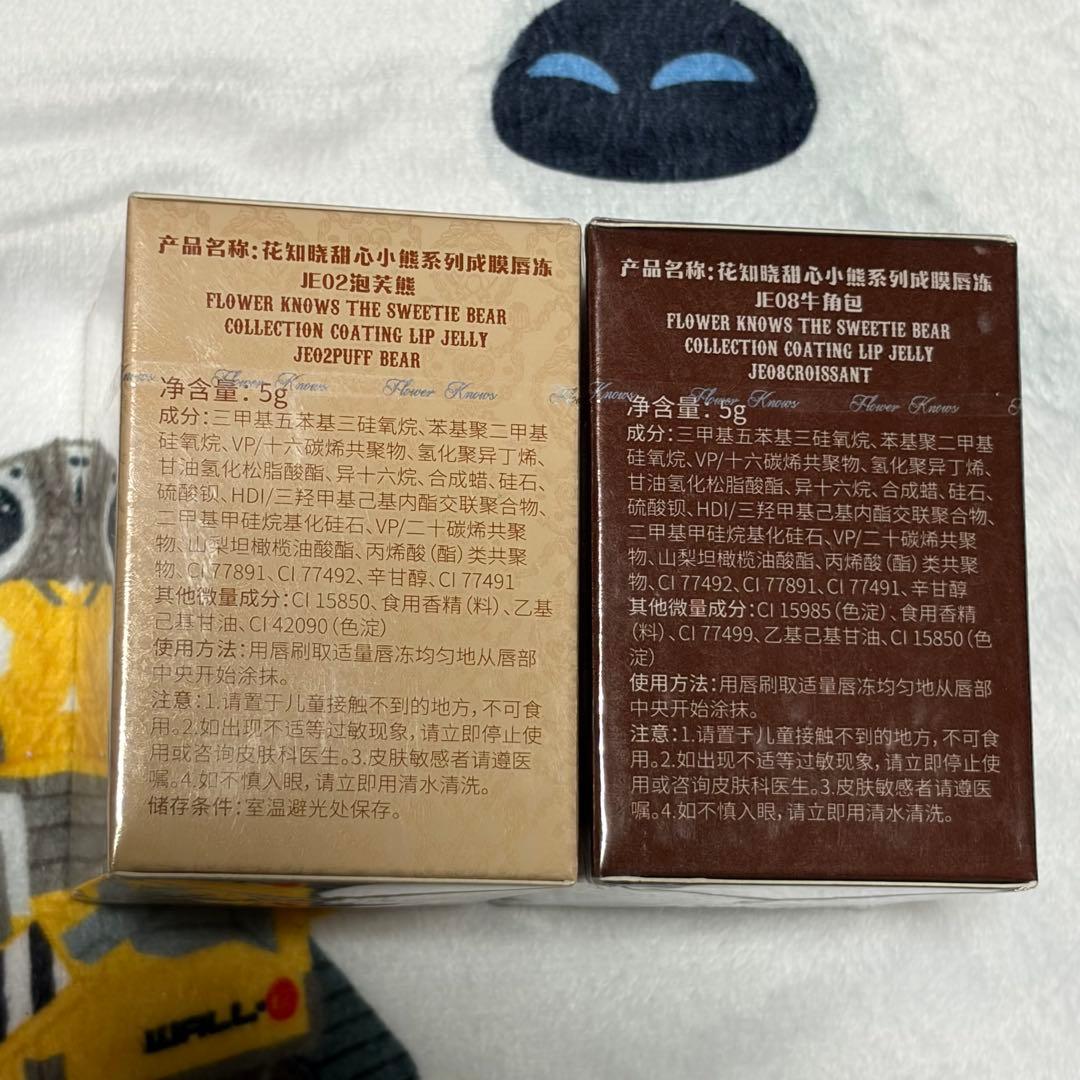 产品名称:花知晓甜心小熊系列成膜唇冻
JE02泡芙熊
FLOWER KNOWS THE SWEETIE BEAR
COLLECTION COATING LIP JELLY
JE02PUFF BEAR
净含量: 5g
成分:三甲基五苯基三硅氧烷、苯基聚二甲基
硅氧烷、VP/十六碳烯共聚物、氢化聚异丁烯、
甘油氢化松脂酸酯、异十六烷、合成蜡、硅石、
硫酸钡、HDI/三羟甲基己基内酯交联聚合物、
二甲基甲硅烷基化硅石、VP/二十碳烯共聚
物、山梨坦橄榄油酸酯、丙烯酸(酯)类共聚
物、CI 77891、CI 77492、辛甘醇、CI 77491
其他微量成分:CI 15850、食用香精(料)、乙基
己基甘油、CI 42090(色淀)
使用方法:用唇刷取适量唇冻均匀地从唇部
中央开始涂抹。
注意:1.请置于儿童接触不到的地方,不可食
用。2.如出现不适等过敏现象,请立即停止使
用或咨询皮肤科医生。3.皮肤敏感者请遵医
嘱。4.如不慎入眼,请立即用清水清洗。
储存条件:室温避光处保存。
产品名称:花知晓甜心小熊系列成膜唇冻
JE08牛角包
FLOWER KNOWS THE SWEETIE BEAR
COLLECTION COATING LIP JELLY
JE08CROISSANT
净含量: 5g
成分:三甲基五苯基三硅氧烷、苯基聚二甲基
硅氧烷、VP/十六碳烯共聚物、氢化聚异丁烯、
甘油氢化松脂酸酯、异十六烷、合成蜡、硅石、
硫酸钡、HDI/三羟甲基己基内酯交联聚合物、
二甲基甲硅烷基化硅石、VP/二十碳烯共聚
物、山梨坦橄榄油酸酯、丙烯酸(酯)类共聚
物、CI 77492、CI 77891、CI 77491、辛甘醇
其他微量成分:CI 15985(色淀)、食用香精
(料)、CI 77499、乙基己基甘油、CI 15850(色
淀)
使用方法:用唇刷取适量唇冻均匀地从唇部
中央开始涂抹。
注意:1.请置于儿童接触不到的地方,不可食
用。2.如出现不适等过敏现象,请立即停止使
用或咨询皮肤科医生。3.皮肤敏感者请遵医
嘱。4.如不慎入眼,请立即用清水清洗。
Flower Knows Flower Knows Flower Knows Flower Knows
WALL·E